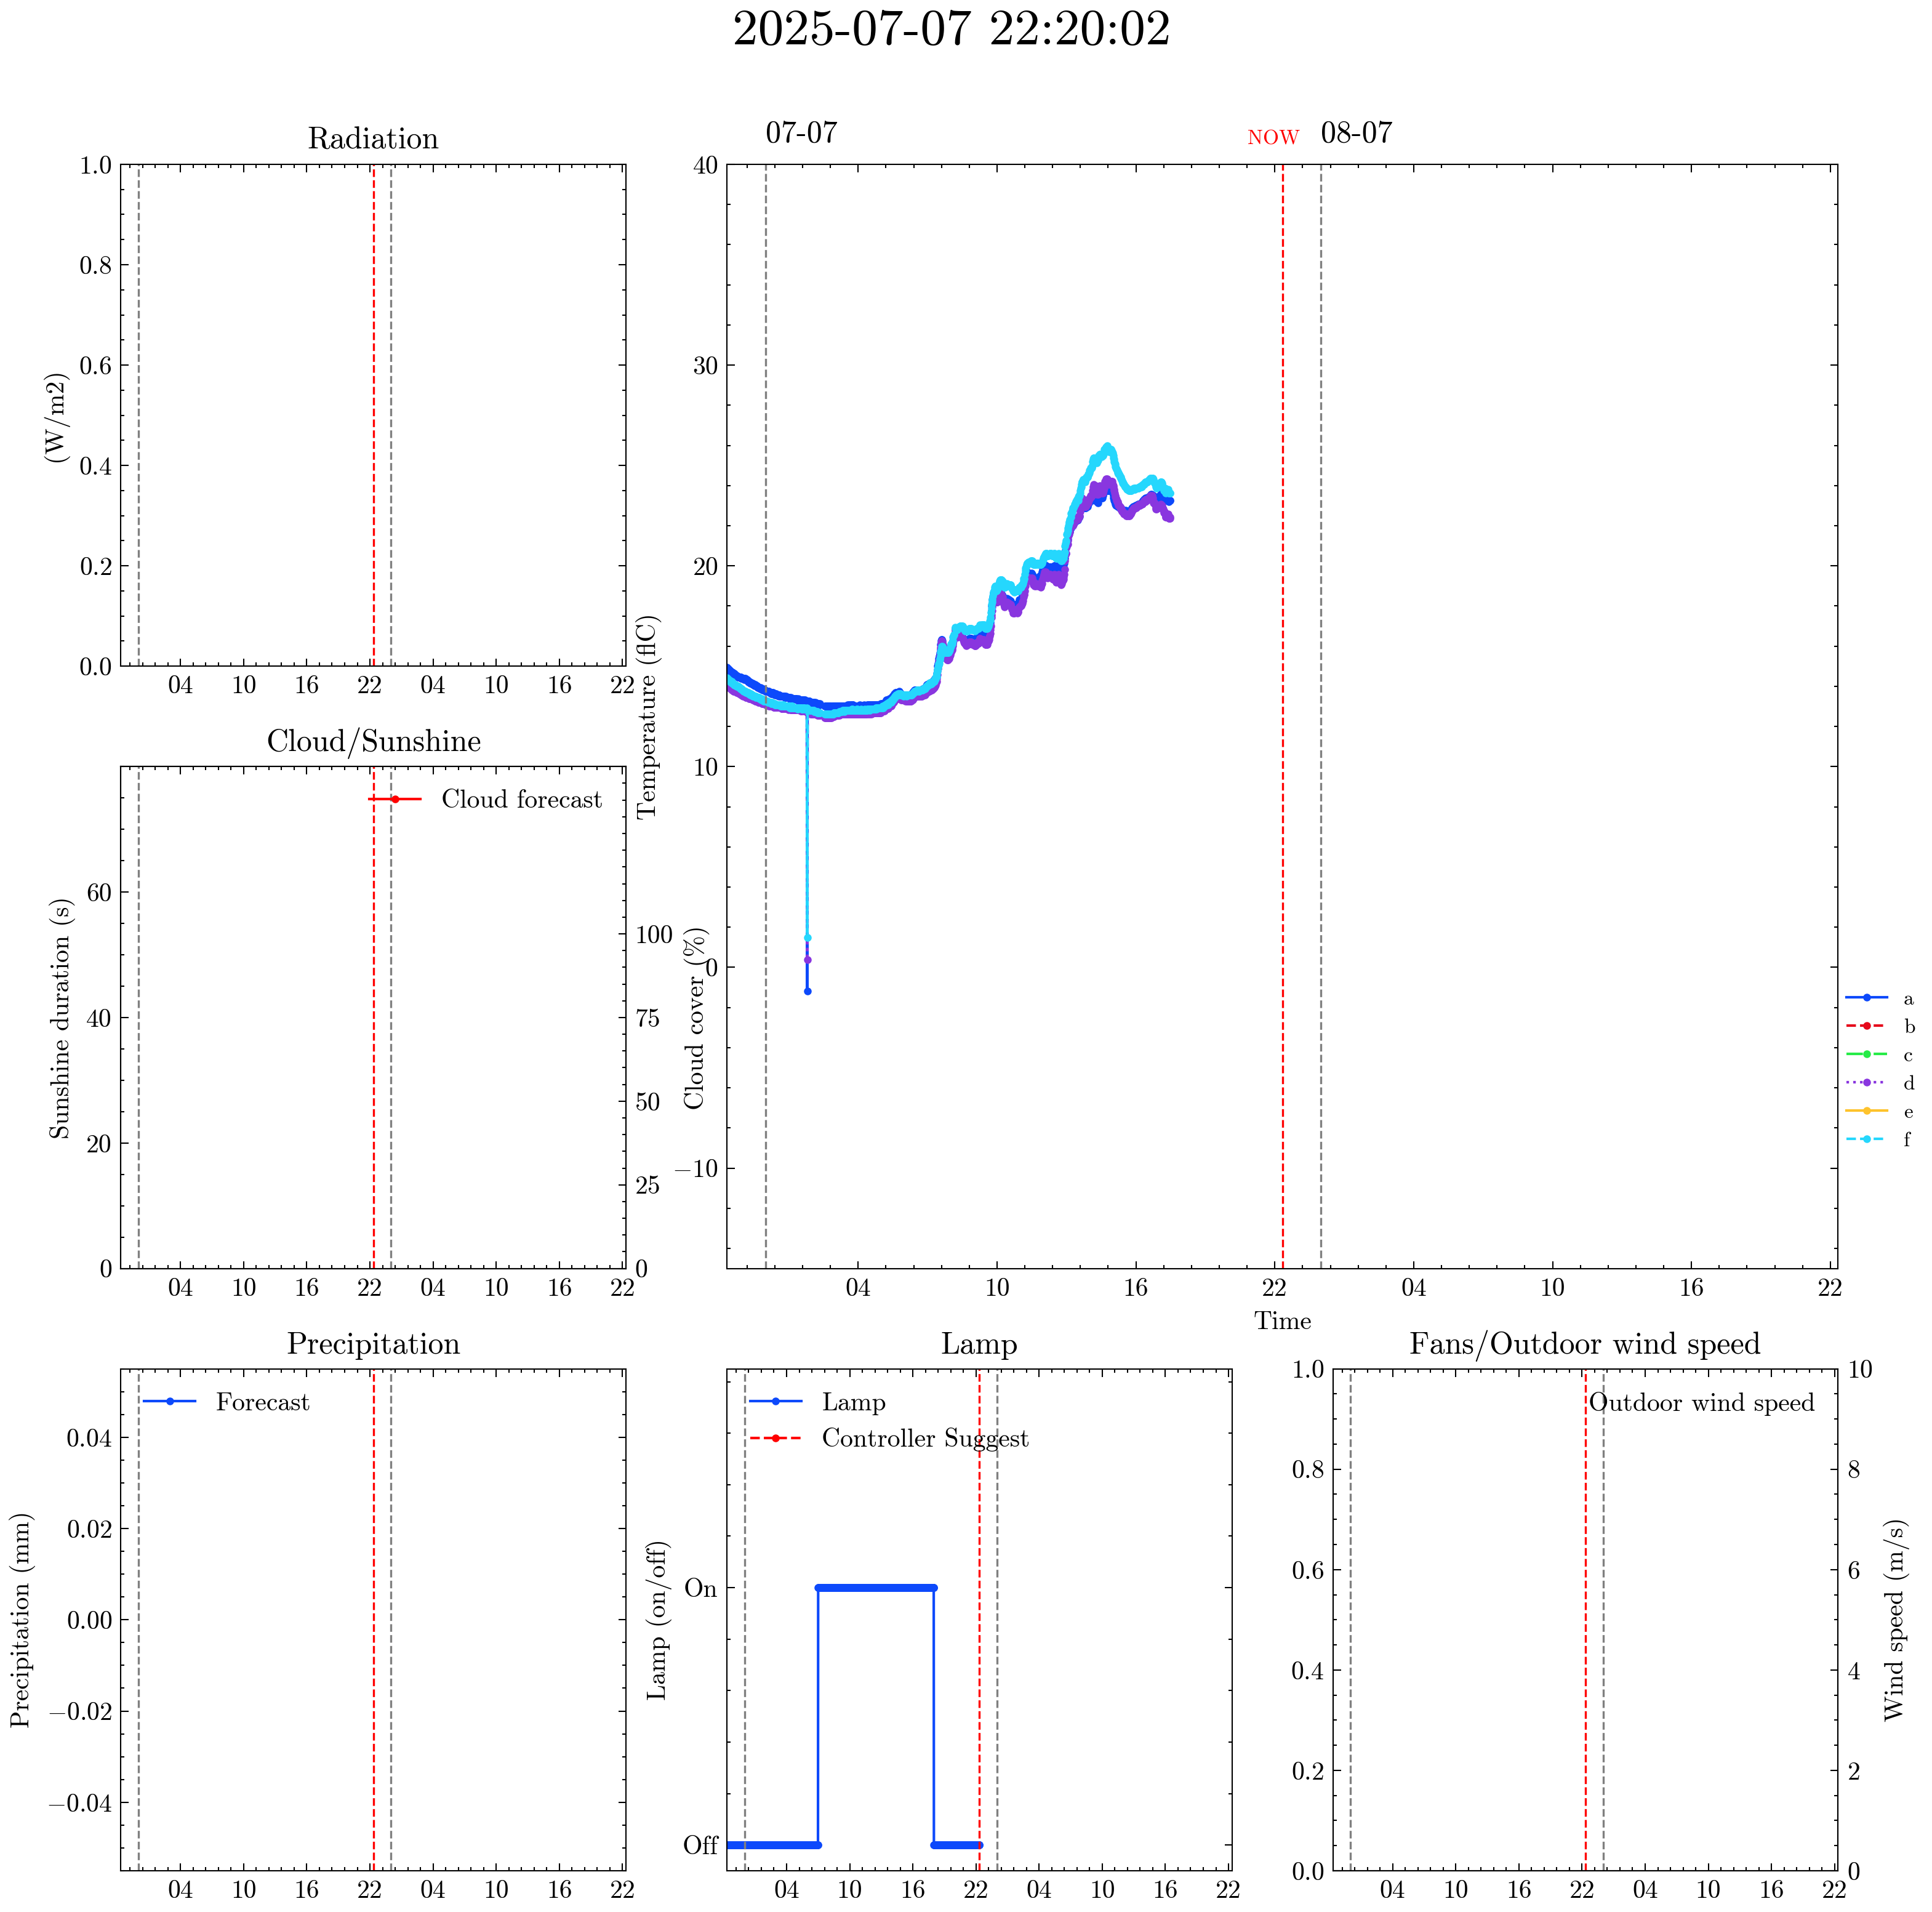 2025-07-07 22:20:02
Radiation
(W/m2)
1.0
0.8
0.6
0.4
0.2
0.0
04 10 16 22 04 10 16 22
07-07 NOW 08-07
Temperature (flC)
40
30
20
10
0
−10
04 10 16 22 04 10 16 22
Time
a
b
c
d
e
f
Cloud/Sunshine
Cloud forecast
Sunshine duration (s)
60
40
20
0
Cloud cover (%)
100
75
50
25
0
04 10 16 22 04 10 16 22
Precipitation
Forecast
Precipitation (mm)
0.04
0.02
0.00
−0.02
−0.04
04 10 16 22 04 10 16 22
Lamp
Lamp
Controller Suggest
Lamp (on/off)
On
Off
04 10 16 22 04 10 16 22
Fans/Outdoor wind speed
Outdoor wind speed
1.0
0.8
0.6
0.4
0.2
0.0
10
8
6
4
2
0
Wind speed (m/s)
04 10 16 22 04 10 16 22